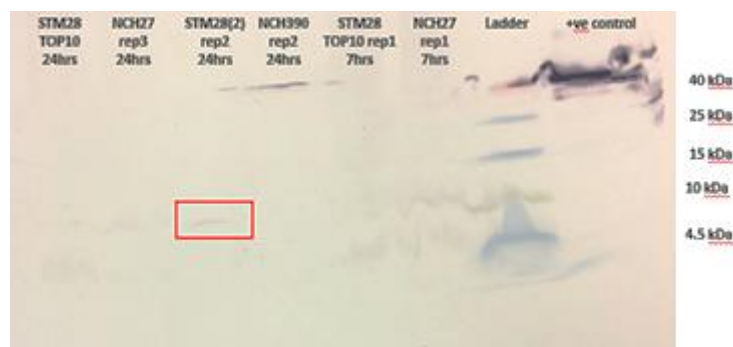 STM28 TOP10 24hrs
NCH27 rep3 24hrs
STM28(2) rep2 24hrs
NCH390 rep2 24hrs
STM28 TOP10 rep1 7hrs
NCH27 rep1 7hrs
Ladder
+ve control
40 kDa
25 kDa
15 kDa
10 kDa
4.5 kDa